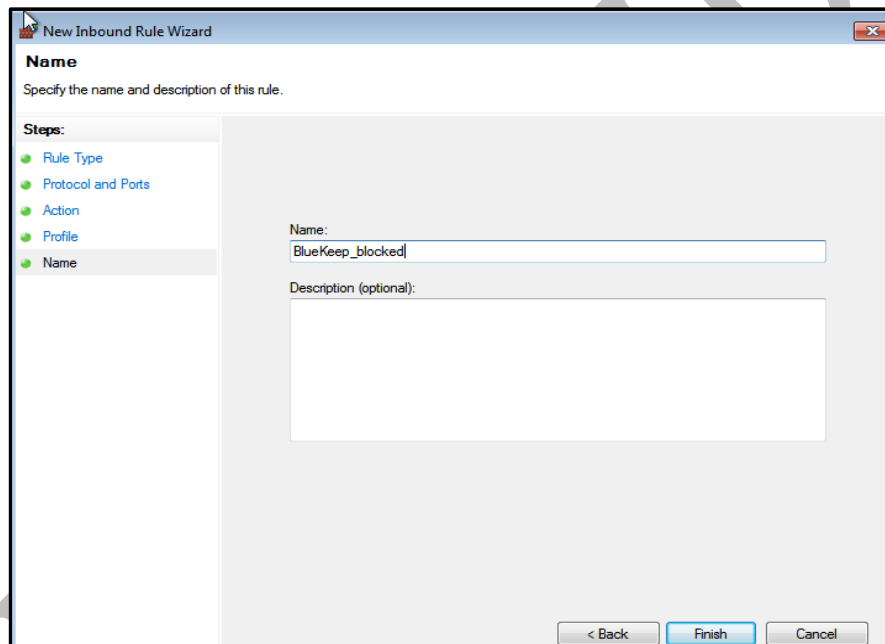 New Inbound Rule Wizard
Name
Specify the name and description of this rule.
Steps:
Rule Type
Protocol and Ports
Action
Profile
Name
Name:
BlueKeep_blocked
Description (optional):
< Back
Finish
Cancel